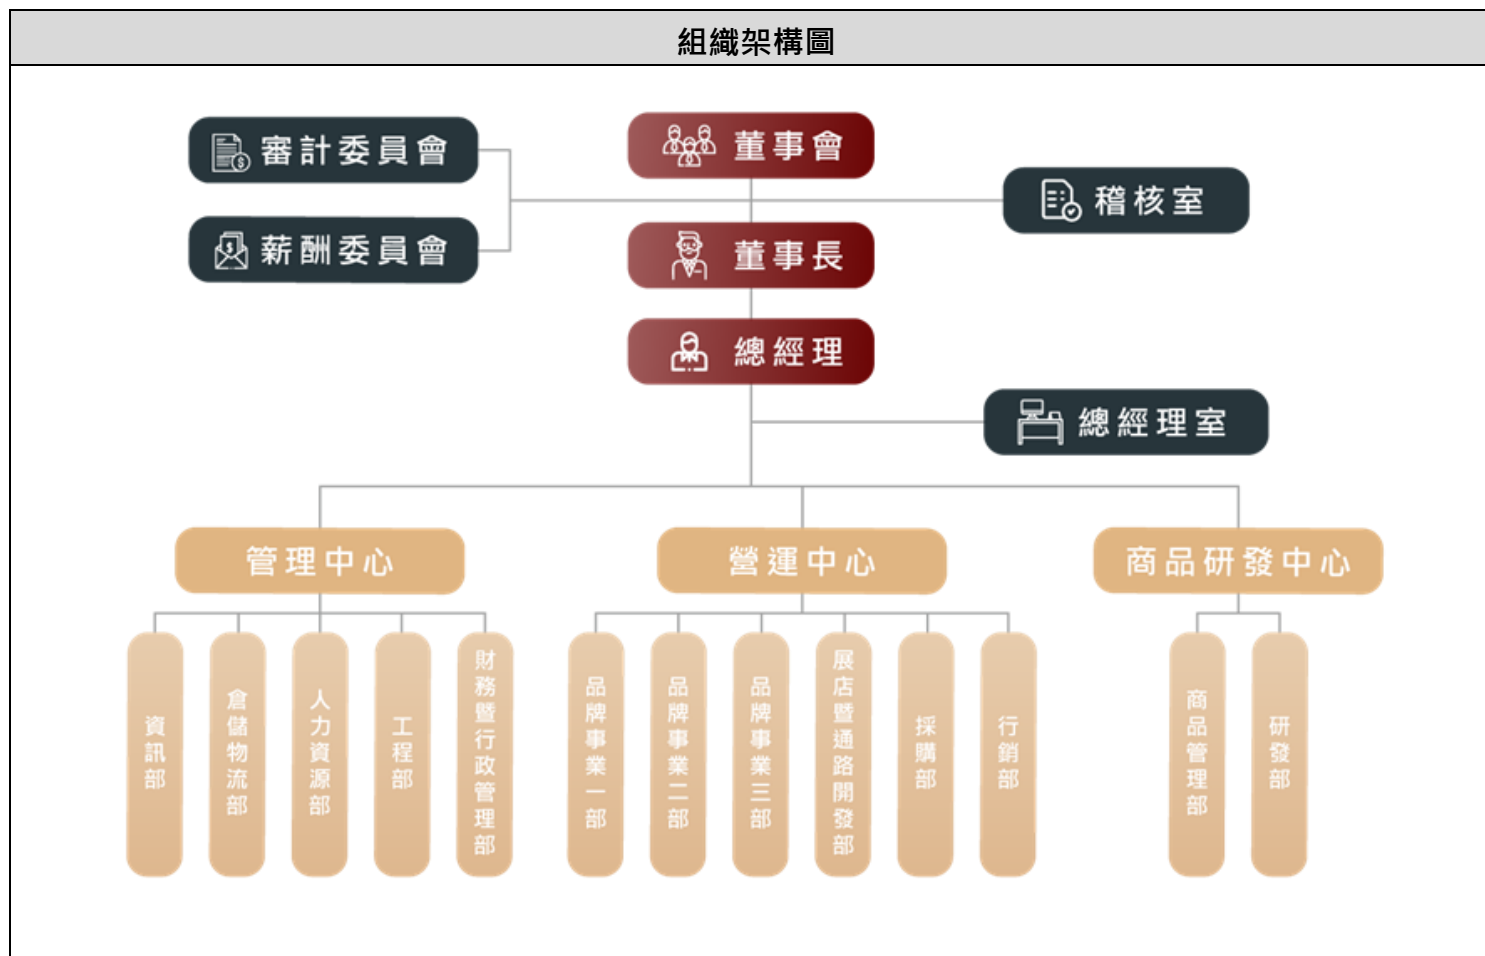 組織架構圖
審計委員會
董事會
稽核室
薪酬委員會
董事長
總經理
總經理室
管理中心
營運中心
商品研發中心
資訊部
倉儲物流部
人力資源部
工程部
財務暨行政管理部
品牌事業一部
品牌事業二部
品牌事業三部
展店暨通路開發部
採購部
行銷部
商品管理部
研發部